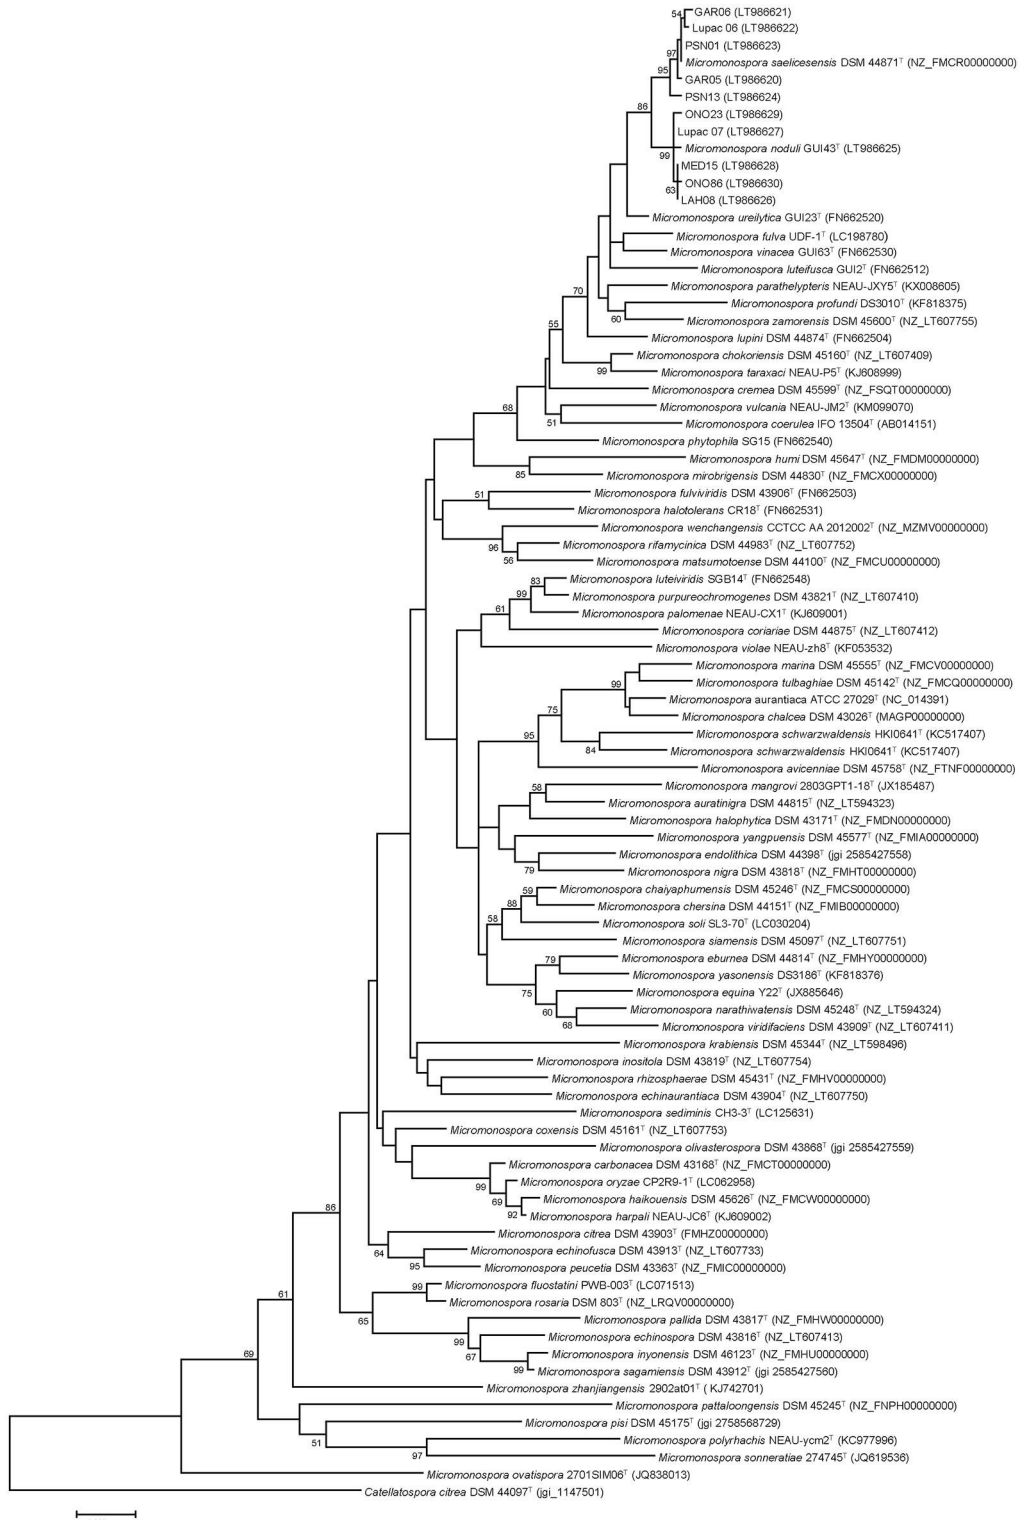 54 GAR06 (LT986621)
Lupac 06 (LT986622)
PSN01 (LT986623)
97
Micromonospora saelicesensis DSM 44871ᵀ (NZ_FMCR00000000)
95 GAR05 (LT986620)
PSN13 (LT986624)
86
ONO23 (LT986629)
Lupac 07 (LT986627)
99 Micromonospora noduli GUI43ᵀ (LT986625)
MED15 (LT986628)
63 ONO86 (LT986630)
LAH08 (LT986626)
Micromonospora ureilytica GUI23ᵀ (FN662520)
Micromonospora fulva UDF-1ᵀ (LC198780)
Micromonospora vinacea GUI63ᵀ (FN662530)
Micromonospora luteifusca GUI2ᵀ (FN662512)
70 Micromonospora parathelypteris NEAU-JXY5ᵀ (KX008605)
Micromonospora profundi DS3010ᵀ (KF818375)
60 Micromonospora zamorensis DSM 45600ᵀ (NZ_LT607755)
55 Micromonospora lupini DSM 44874ᵀ (FN662504)
Micromonospora chokoriensis DSM 45160ᵀ (NZ_LT607409)
99 Micromonospora taraxaci NEAU-P5ᵀ (KJ608999)
Micromonospora cremea DSM 45599ᵀ (NZ_FSQT00000000)
68 Micromonospora vulcania NEAU-JM2ᵀ (KM099070)
51 Micromonospora coerulea IFO 13504ᵀ (AB014151)
Micromonospora phytophila SG15 (FN662540)
Micromonospora humi DSM 45647ᵀ (NZ_FMDM00000000)
85 Micromonospora mirobrigensis DSM 44830ᵀ (NZ_FMCX00000000)
51 Micromonospora fulviviridis DSM 43906ᵀ (FN662503)
Micromonospora halotolerans CR18ᵀ (FN662531)
Micromonospora wenchangensis CCTCC AA 2012002ᵀ (NZ_MZMV00000000)
96 Micromonospora rifamycinica DSM 44983ᵀ (NZ_LT607752)
56 Micromonospora matsumotoense DSM 44100ᵀ (NZ_FMCU00000000)
83 Micromonospora luteiviridis SGB14ᵀ (FN662548)
99 Micromonospora purpureochromogenes DSM 43821ᵀ (NZ_LT607410)
61 Micromonospora palomenae NEAU-CX1ᵀ (KJ609001)
Micromonospora coriariae DSM 44875ᵀ (NZ_LT607412)
Micromonospora violae NEAU-zh8ᵀ (KF053532)
Micromonospora marina DSM 45555ᵀ (NZ_FMCV00000000)
99 Micromonospora tulbaghiae DSM 45142ᵀ (NZ_FMCQ00000000)
Micromonospora aurantiaca ATCC 27029ᵀ (NC_014391)
75 Micromonospora chalcea DSM 43026ᵀ (MAGP00000000)
95 Micromonospora schwarzwaldensis HKI0641ᵀ (KC517407)
84 Micromonospora schwarzwaldensis HKI0641ᵀ (KC517407)
Micromonospora avicenniae DSM 45758ᵀ (NZ_FTNF00000000)
58 Micromonospora mangrovi 2803GPT1-18ᵀ (JX185487)
Micromonospora auratinigra DSM 44815ᵀ (NZ_LT594323)
Micromonospora halophytica DSM 43171ᵀ (NZ_FMDN00000000)
Micromonospora yangpuensis DSM 45577ᵀ (NZ_FMIA00000000)
Micromonospora endolithica DSM 44398ᵀ (jgi 2585427558)
79 Micromonospora nigra DSM 43818ᵀ (NZ_FMHT00000000)
59 Micromonospora chaiyaphumensis DSM 45246ᵀ (NZ_FMCS00000000)
88 Micromonospora chersina DSM 44151ᵀ (NZ_FMIB00000000)
58 Micromonospora soli SL3-70ᵀ (LC030204)
Micromonospora siamensis DSM 45097ᵀ (NZ_LT607751)
79 Micromonospora eburnea DSM 44814ᵀ (NZ_FMHY00000000)
Micromonospora yasonensis DS3186ᵀ (KF818376)
75 Micromonospora equina Y22ᵀ (JX885646)
60 Micromonospora narathiwatensis DSM 45248ᵀ (NZ_LT594324)
68 Micromonospora viridifaciens DSM 43909ᵀ (NZ_LT607411)
Micromonospora krabiensis DSM 45344ᵀ (NZ_LT598496)
Micromonospora inositola DSM 43819ᵀ (NZ_LT607754)
Micromonospora rhizosphaerae DSM 45431ᵀ (NZ_FMHV00000000)
Micromonospora echinaurantiaca DSM 43904ᵀ (NZ_LT607750)
Micromonospora sediminis CH3-3ᵀ (LC125631)
Micromonospora coxensis DSM 45161ᵀ (NZ_LT607753)
Micromonospora olivasterospora DSM 43868ᵀ (jgi 2585427559)
Micromonospora carbonacea DSM 43168ᵀ (NZ_FMCT00000000)
99 Micromonospora oryzae CP2R9-1ᵀ (LC062958)
69 Micromonospora haikouensis DSM 45626ᵀ (NZ_FMCW00000000)
86 92 Micromonospora harpali NEAU-JC6ᵀ (KJ609002)
Micromonospora citrea DSM 43903ᵀ (FMHZ00000000)
64 Micromonospora echinofusca DSM 43913ᵀ (NZ_LT607733)
95 Micromonospora peucetia DSM 43363ᵀ (NZ_FMIC00000000)
99 Micromonospora fluostatini PWB-003ᵀ (LC071513)
61 Micromonospora rosaria DSM 803ᵀ (NZ_LRQV00000000)
65 Micromonospora pallida DSM 43817ᵀ (NZ_FMHW00000000)
99 Micromonospora echinospora DSM 43816ᵀ (NZ_LT607413)
67 Micromonospora inyonensis DSM 46123ᵀ (NZ_FMHU00000000)
69 99 Micromonospora sagamiensis DSM 43912ᵀ (jgi 2585427560)
Micromonospora zhanjiangensis 2902at01ᵀ ( KJ742701)
Micromonospora pattaloongensis DSM 45245ᵀ (NZ_FNPH00000000)
Micromonospora pisi DSM 45175ᵀ (jgi 2758568729)
51 Micromonospora polyrhachis NEAU-ycm2ᵀ (KC977996)
97 Micromonospora sonneratiae 274745ᵀ (JQ619536)
Micromonospora ovatispora 2701SIM06ᵀ (JQ838013)
Catellatospora citrea DSM 44097ᵀ (jgi_1147501)